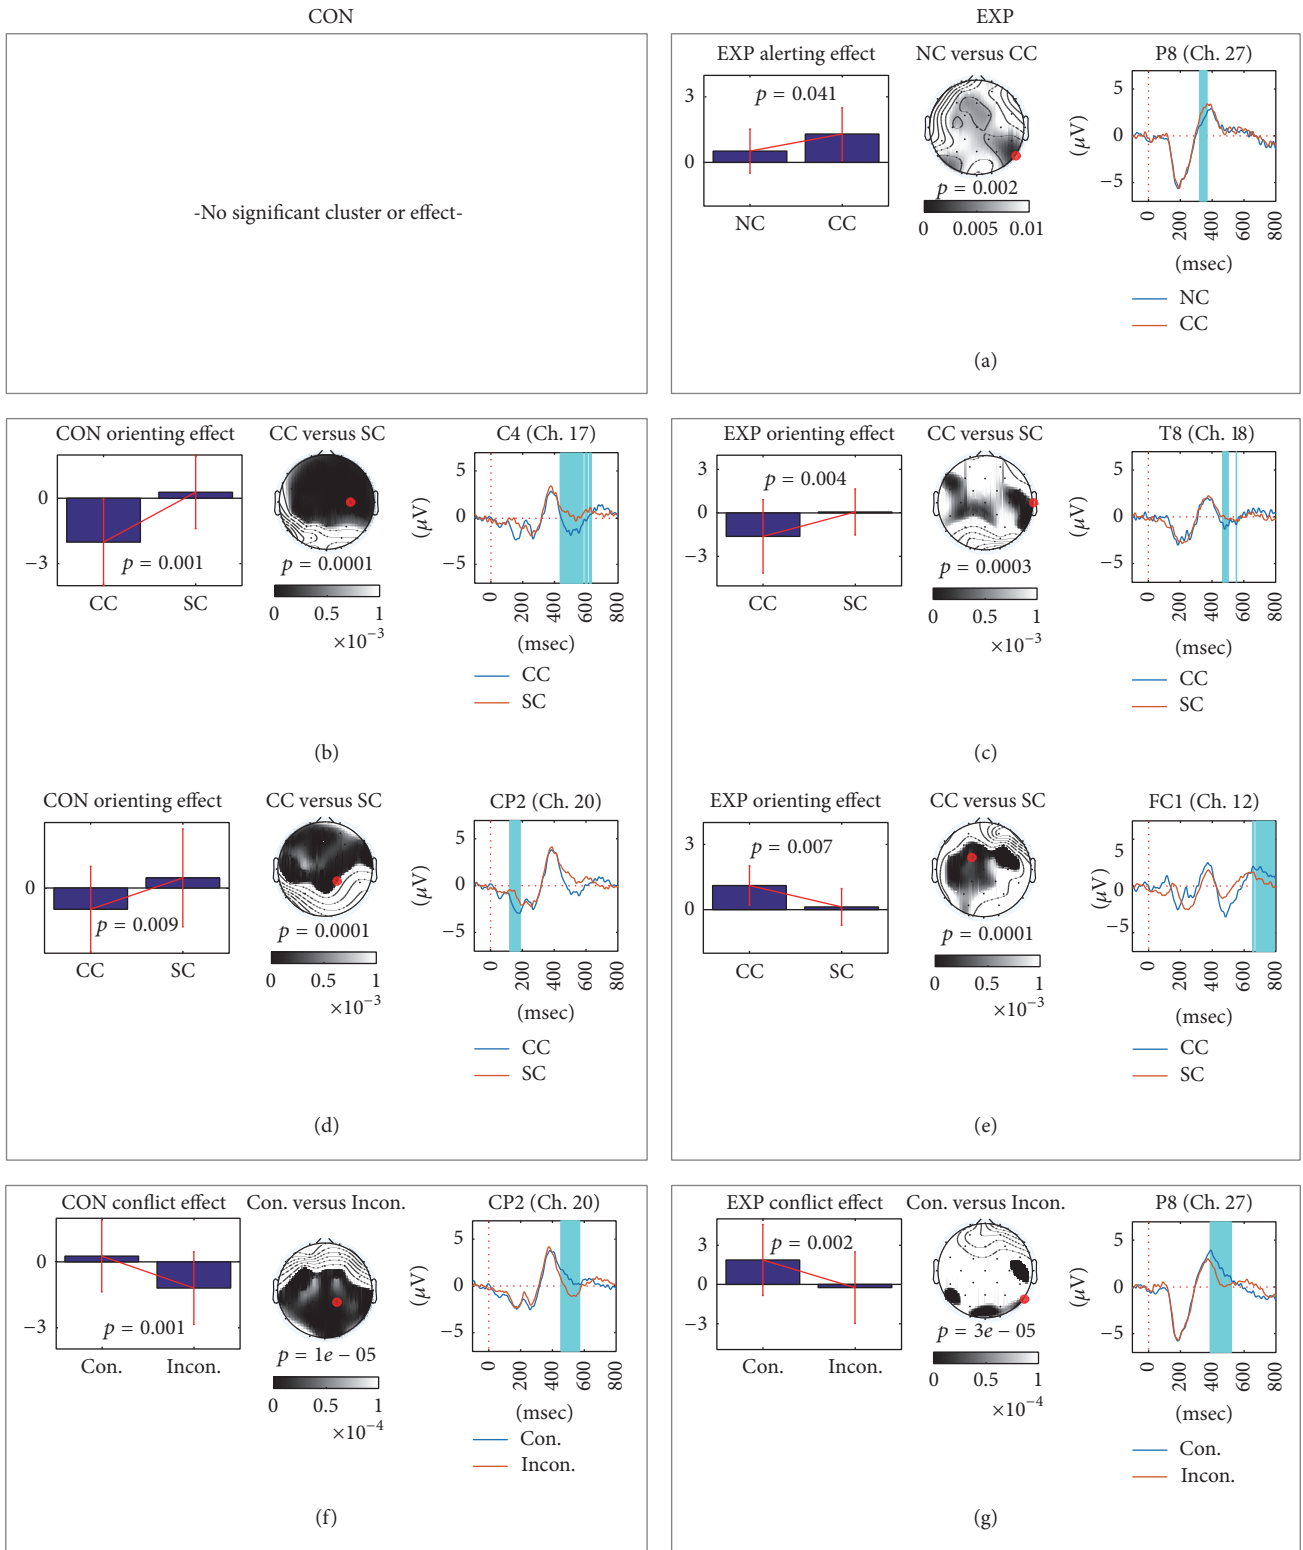 CON
EXP
-No significant cluster or effect-
EXP alerting effect
NC versus CC
P8 (Ch. 27)
3
0
p = 0.041
NC
CC
p = 0.002
0
0.005
0.01
5
0
−5
(μV)
0
200
400
600
800
(msec)
NC
CC
(a)
CON orienting effect
CC versus SC
C4 (Ch. 17)
0
−3
p = 0.001
CC
SC
p = 0.0001
0
0.5
1
×10−3
5
0
−5
(μV)
0
200
400
600
800
(msec)
CC
SC
(b)
EXP orienting effect
CC versus SC
T8 (Ch. 18)
3
0
−3
p = 0.004
CC
SC
p = 0.0003
0
0.5
1
×10−3
5
0
−5
(μV)
0
200
400
600
800
(msec)
CC
SC
(c)
CON orienting effect
CC versus SC
CP2 (Ch. 20)
0
p = 0.009
CC
SC
p = 0.0001
0
0.5
1
×10−3
5
0
−5
(μV)
0
200
400
600
800
(msec)
CC
SC
(d)
EXP orienting effect
CC versus SC
FC1 (Ch. 12)
3
0
p = 0.007
CC
SC
p = 0.0001
0
0.5
1
×10−3
5
0
−5
(μV)
0
200
400
600
800
(msec)
CC
SC
(e)
CON conflict effect
Con. versus Incon.
CP2 (Ch. 20)
0
−3
p = 0.001
Con.
Incon.
p = 1e − 05
0
0.5
1
×10−4
5
0
−5
(μV)
0
200
400
600
800
(msec)
Con.
Incon.
(f)
EXP conflict effect
Con. versus Incon.
P8 (Ch. 27)
3
0
−3
p = 0.002
Con.
Incon.
p = 3e − 05
0
0.5
1
×10−4
5
0
−5
(μV)
0
200
400
600
800
(msec)
Con.
Incon.
(g)